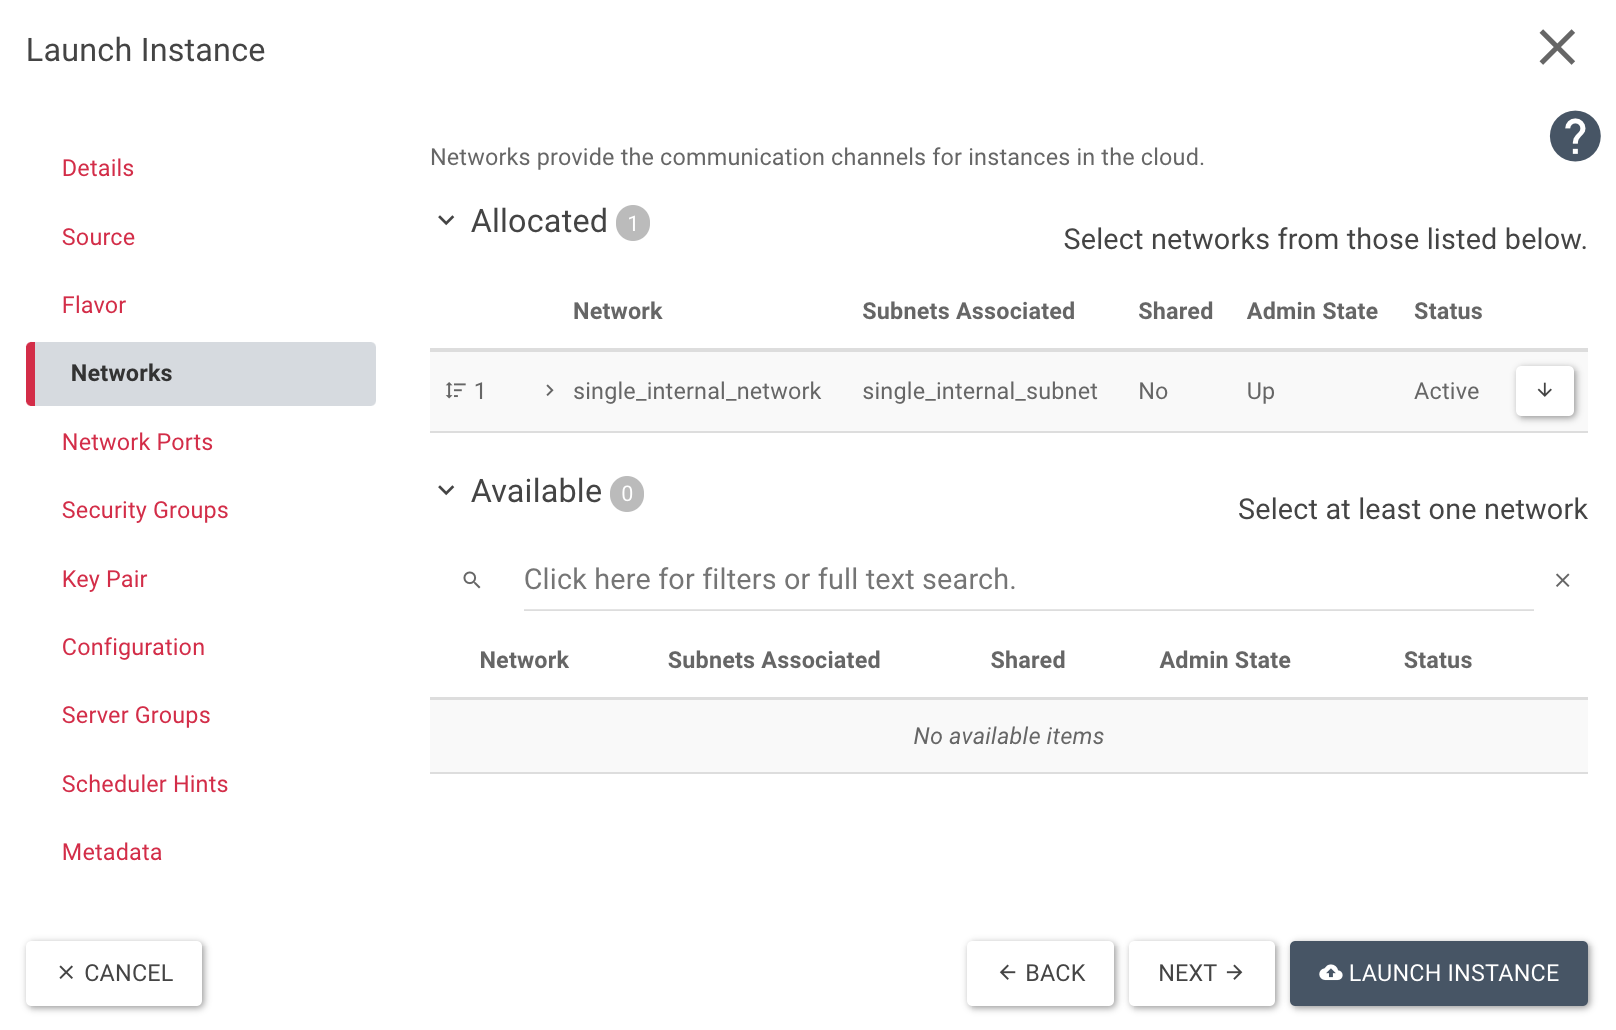 Launch Instance
Details
Source
Flavor
Networks
Network Ports
Security Groups
Key Pair
Configuration
Server Groups
Scheduler Hints
Metadata
?
Networks provide the communication channels for instances in the cloud.
Allocated 1
Select networks from those listed below.
Network Subnets Associated Shared Admin State Status
1 single_internal_network single_internal_subnet No Up Active
Available 0
Select at least one network
Click here for filters or full text search.
Network Subnets Associated Shared Admin State Status
No available items
CANCEL BACK NEXT LAUNCH INSTANCE